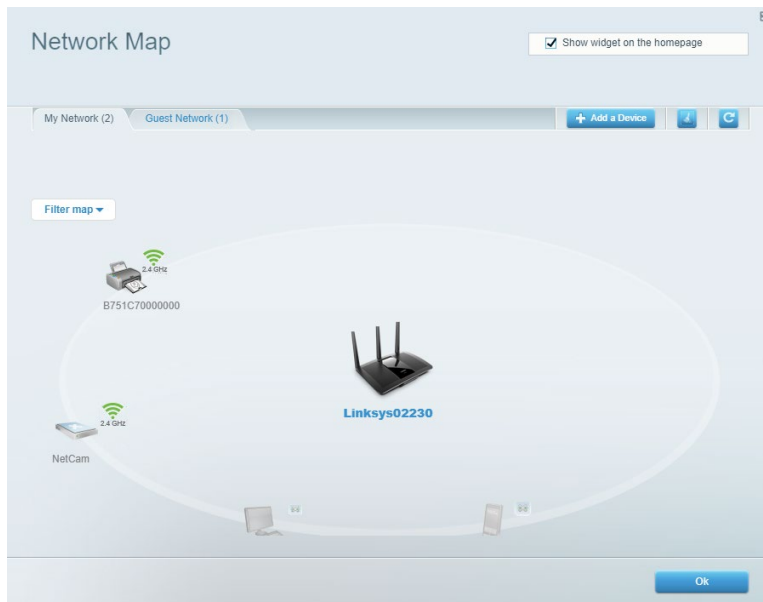 Network Map
Show widget on the homepage
My Network (2)
Guest Network (1)
Add a Device
Filter map
2.4 GHz
B751C70000000
Linksys02230
2.4 GHz
NetCam
Ok